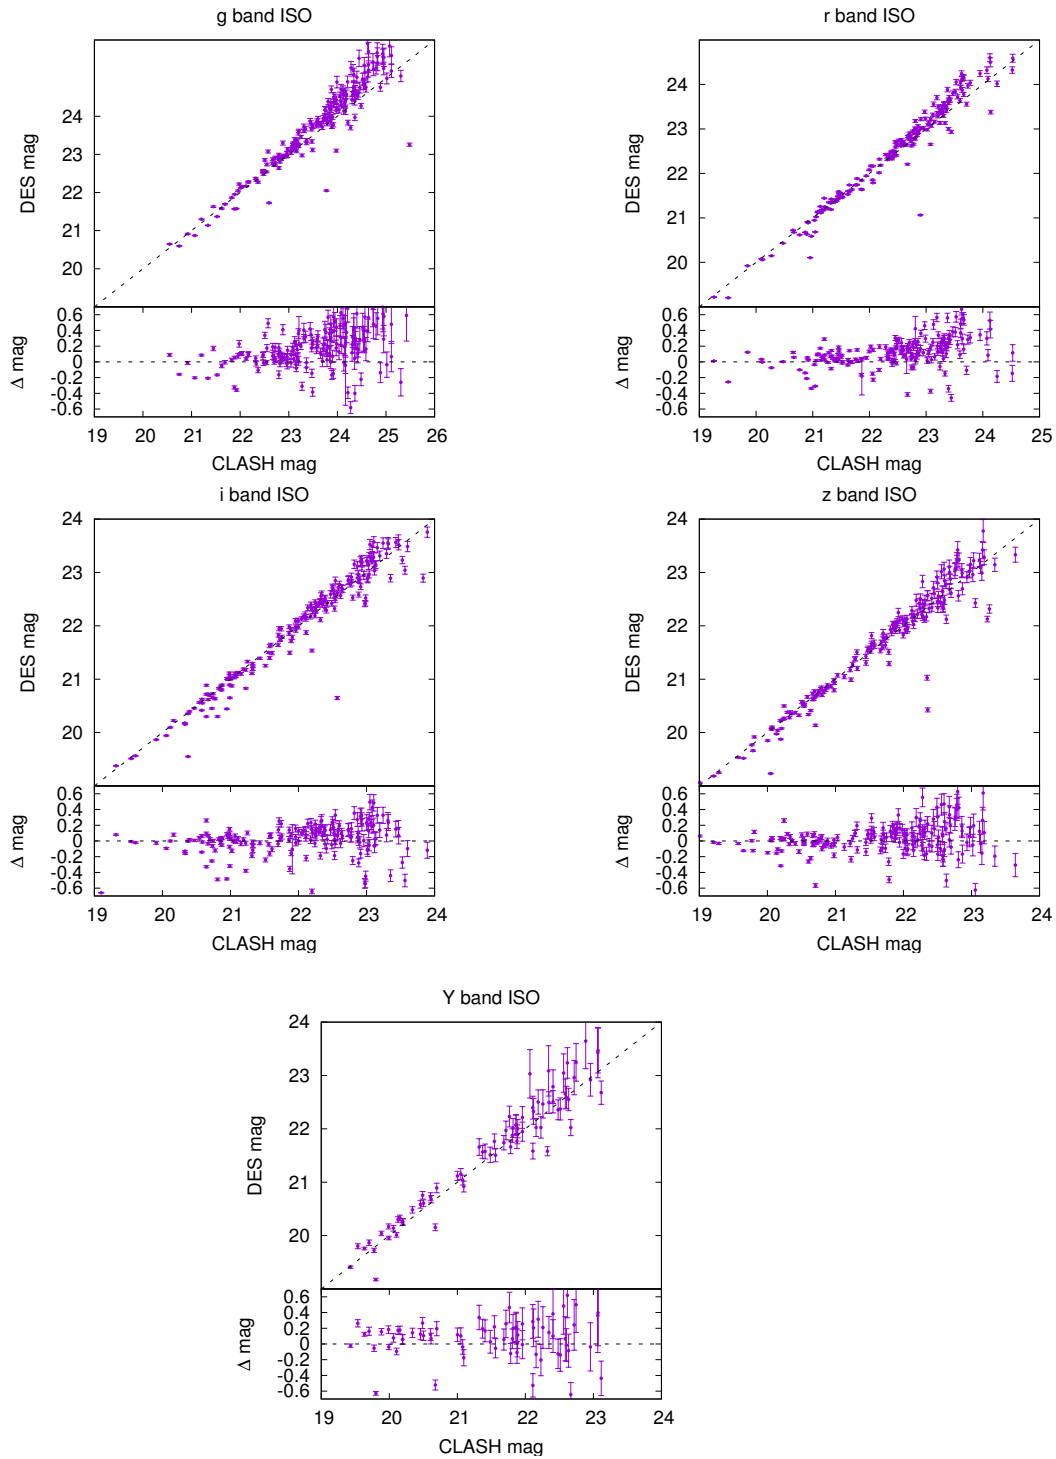 g band ISO
DES mag
24
23
22
21
20
Δ mag
0.6
0.4
0.2
0
-0.2
-0.4
-0.6
19 20 21 22 23 24 25 26
CLASH mag
r band ISO
DES mag
24
23
22
21
20
Δ mag
0.6
0.4
0.2
0
-0.2
-0.4
-0.6
19 20 21 22 23 24 25
CLASH mag
i band ISO
DES mag
24
23
22
21
20
Δ mag
0.6
0.4
0.2
0
-0.2
-0.4
-0.6
19 20 21 22 23 24
CLASH mag
z band ISO
DES mag
24
23
22
21
20
Δ mag
0.6
0.4
0.2
0
-0.2
-0.4
-0.6
19 20 21 22 23 24
CLASH mag
Y band ISO
DES mag
24
23
22
21
20
Δ mag
0.6
0.4
0.2
0
-0.2
-0.4
-0.6
19 20 21 22 23 24
CLASH mag